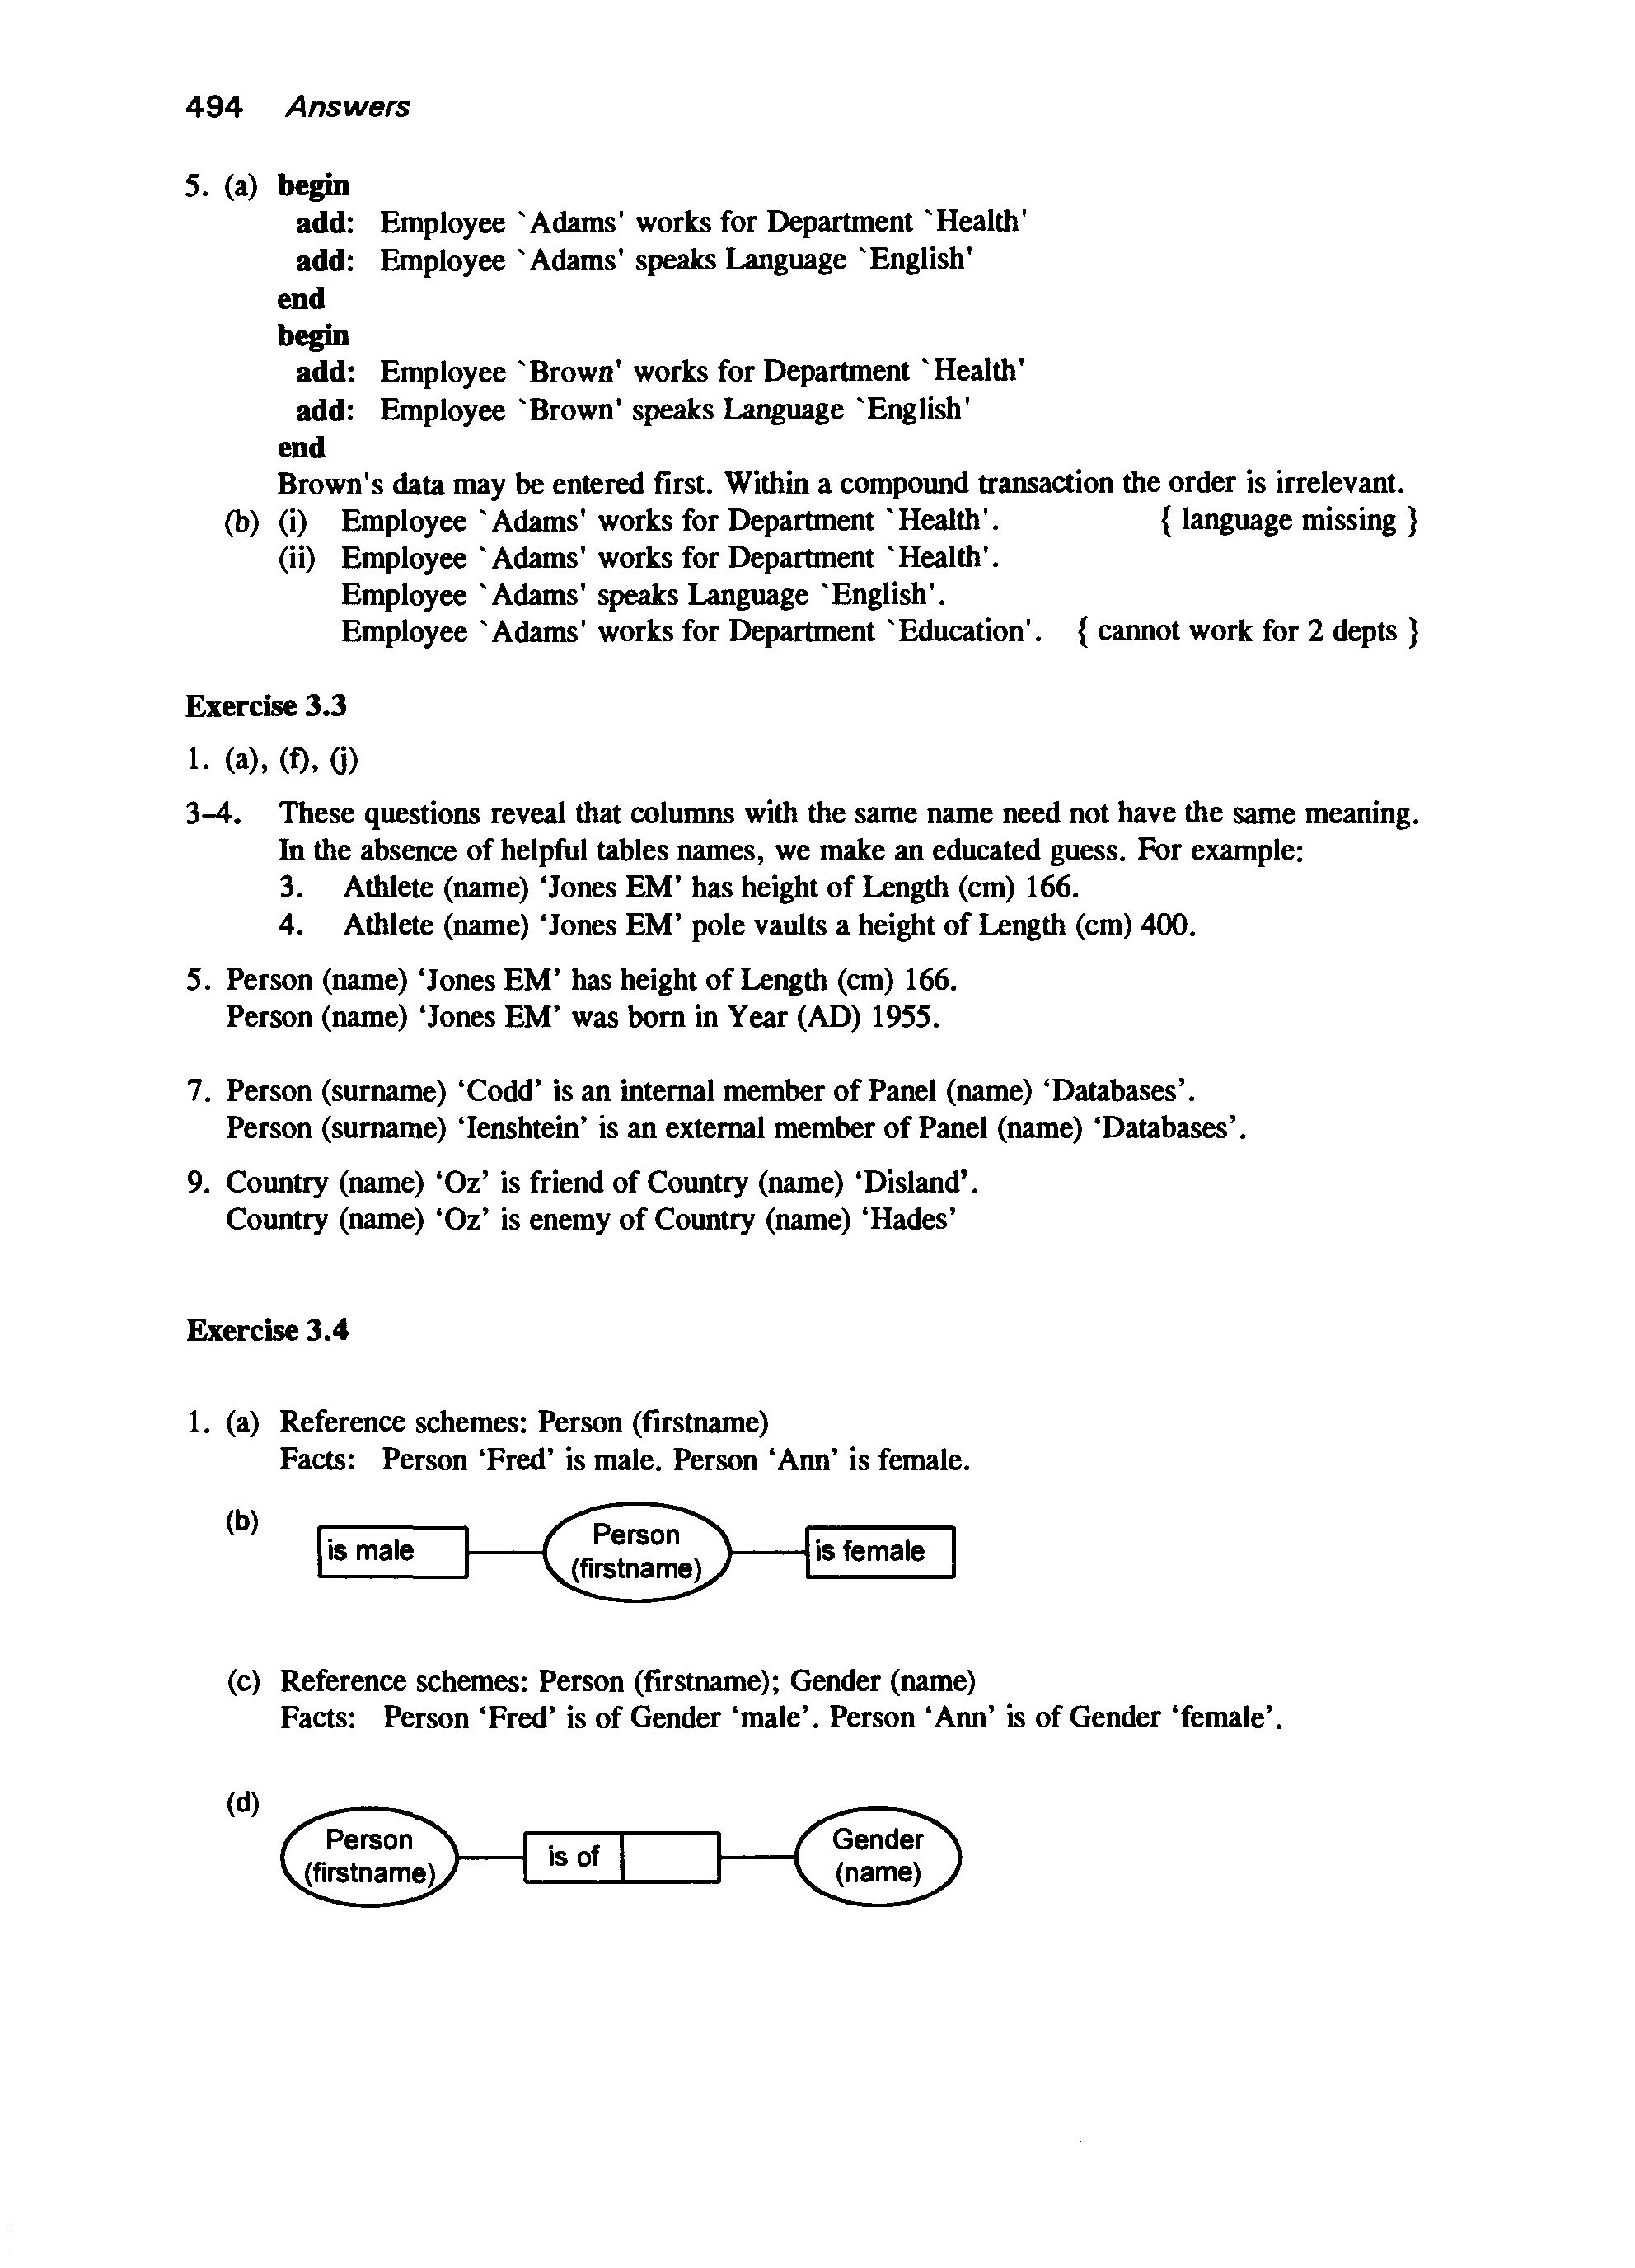 494 Answers
5. (a) begin
add: Employee `Adams' works for Department `Health'
add: Employee `Adams' speaks Language `English'
end
begin
add: Employee `Brown' works for Department `Health'
add: Employee `Brown' speaks Language `English'
end
Brown's data may be entered first. Within a compound transaction the order is irrelevant.
(b) (i) Employee `Adams' works for Department `Health'. { language missing }
(ii) Employee `Adams' works for Department `Health'.
Employee `Adams' speaks Language `English'.
Employee `Adams' works for Department `Education'. { cannot work for 2 depts }
Exercise 3.3
1. (a), (f), (j)
3–4. These questions reveal that columns with the same name need not have the same meaning.
In the absence of helpful tables names, we make an educated guess. For example:
3. Athlete (name) ‘Jones EM’ has height of Length (cm) 166.
4. Athlete (name) ‘Jones EM’ pole vaults a height of Length (cm) 400.
5. Person (name) ‘Jones EM’ has height of Length (cm) 166.
Person (name) ‘Jones EM’ was born in Year (AD) 1955.
7. Person (surname) ‘Codd’ is an internal member of Panel (name) ‘Databases’.
Person (surname) ‘Ienshtein’ is an external member of Panel (name) ‘Databases’.
9. Country (name) ‘Oz’ is friend of Country (name) ‘Disland’.
Country (name) ‘Oz’ is enemy of Country (name) ‘Hades’
Exercise 3.4
1. (a) Reference schemes: Person (firstname)
Facts: Person ‘Fred’ is male. Person ‘Ann’ is female.
(b)
is male
Person
(firstname)
is female
(c) Reference schemes: Person (firstname); Gender (name)
Facts: Person ‘Fred’ is of Gender ‘male’. Person ‘Ann’ is of Gender ‘female’.
(d)
Person
(firstname)
is of
Gender
(name)